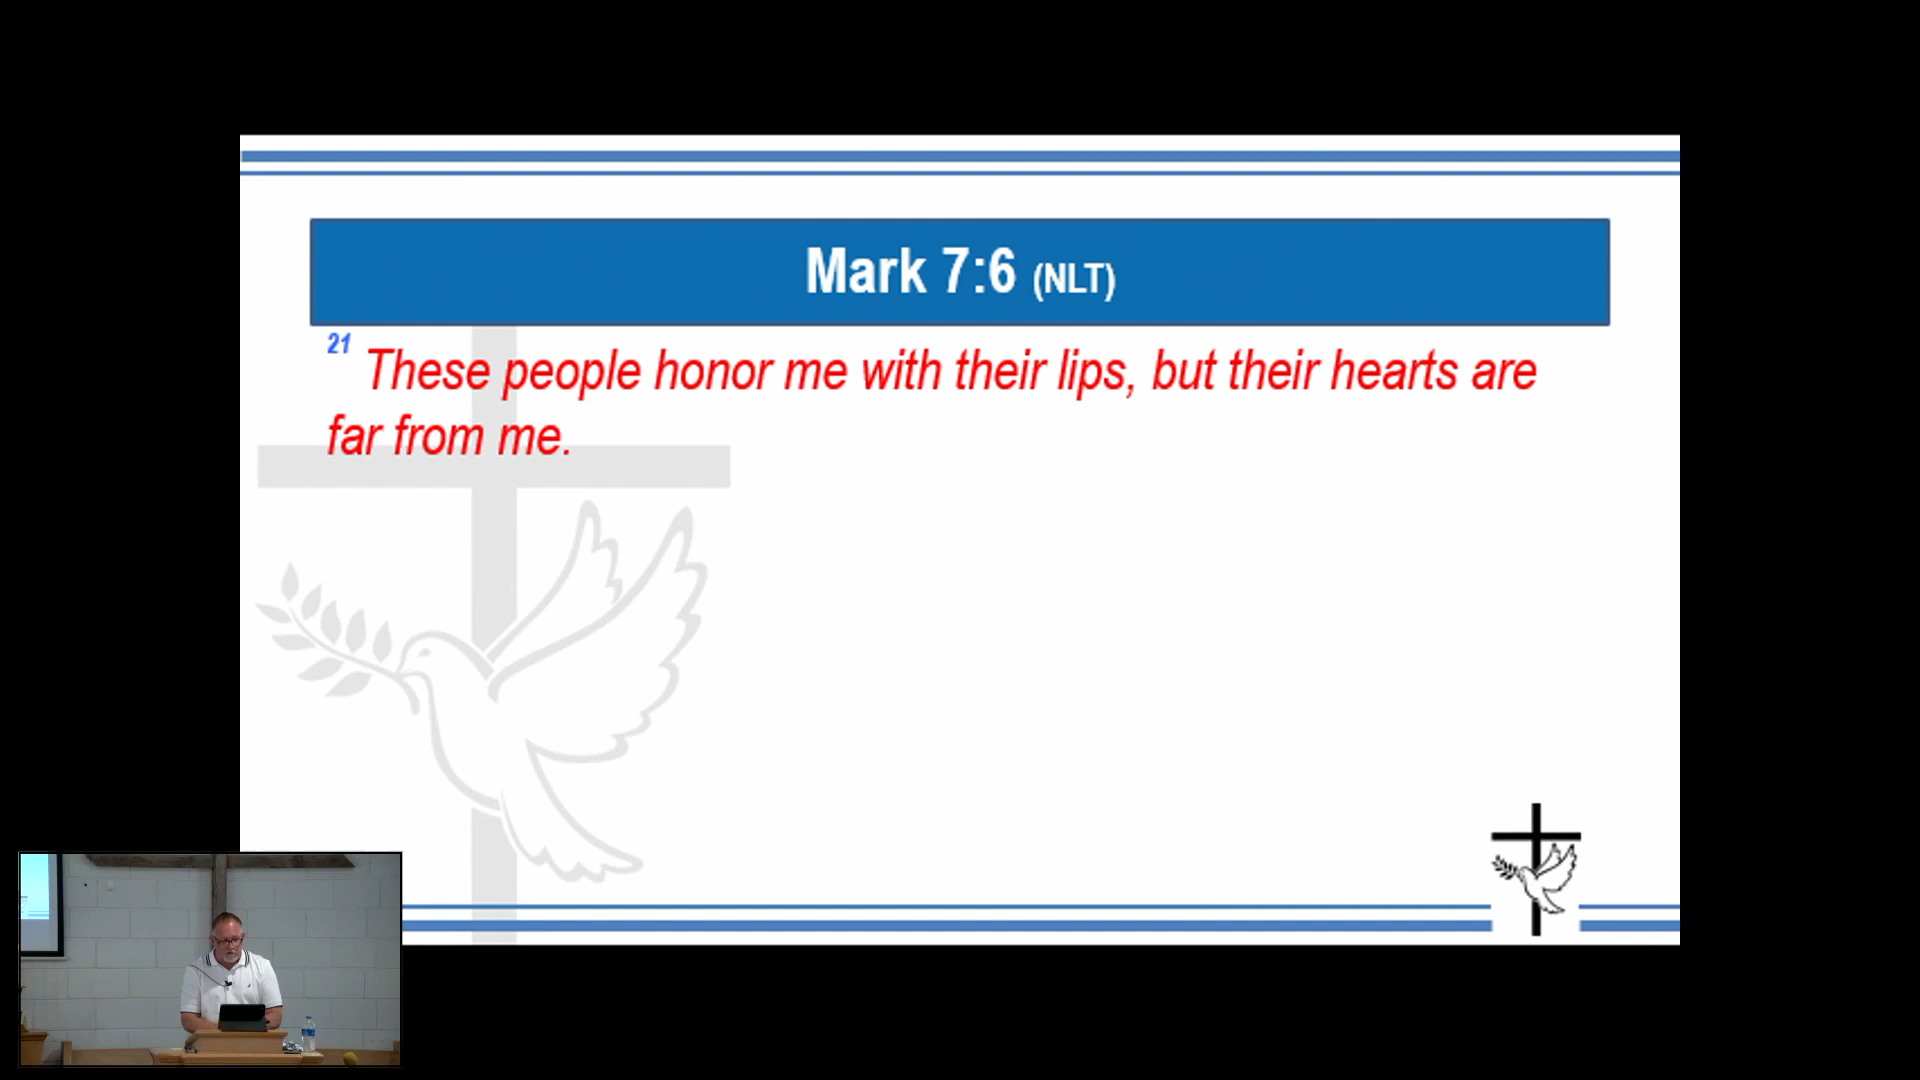 Mark 7:6 (NLT)
21 These people honor me with their lips, but their hearts are
far from me.